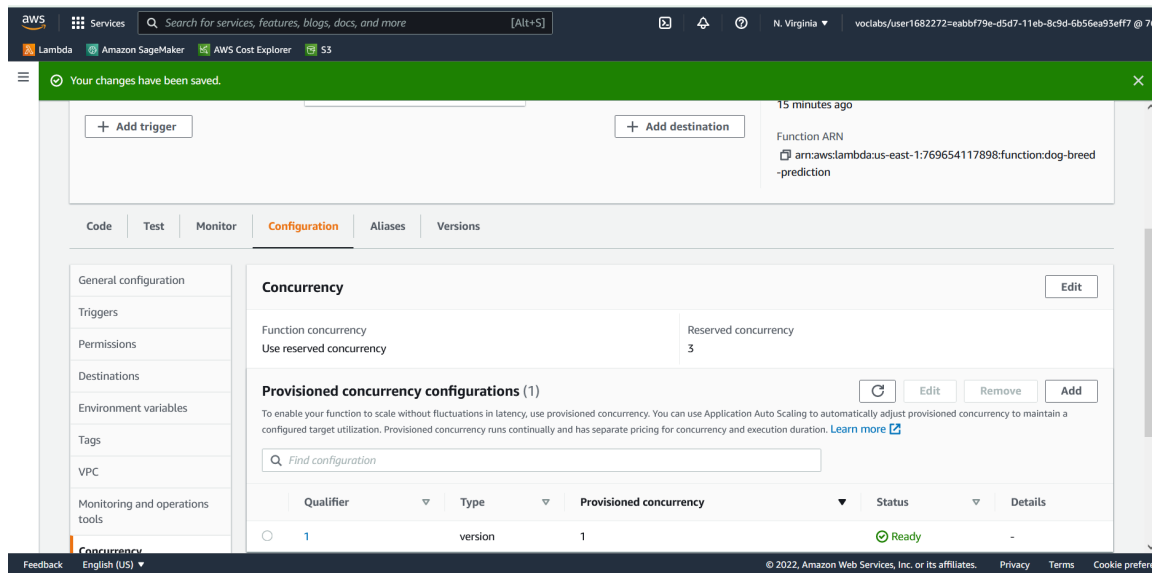 aws Services Search for services, features, blogs, docs, and more [Alt+S] N. Virginia ▼ voclabs/user1682272=eabbf79e-d5d7-11eb-8c9d-6b56ea93eff7 @ 7
Lambda Amazon SageMaker AWS Cost Explorer S3
Your changes have been saved.
15 minutes ago
+ Add trigger
+ Add destination
Function ARN
arn:aws:lambda:us-east-1:769654117898:function:dog-breed
-prediction
Code Test Monitor Configuration Aliases Versions
General configuration
Triggers
Permissions
Destinations
Environment variables
Tags
VPC
Monitoring and operations
tools
Concurrency
Concurrency Edit
Function concurrency
Use reserved concurrency
Reserved concurrency
3
Provisioned concurrency configurations (1) Edit Remove Add
To enable your function to scale without fluctuations in latency, use provisioned concurrency. You can use Application Auto Scaling to automatically adjust provisioned concurrency to maintain a
configured target utilization. Provisioned concurrency runs continually and has separate pricing for concurrency and execution duration. Learn more
Find configuration
Qualifier Type Provisioned concurrency Status Details
1 version 1 Ready -
Feedback English (US) ▼ © 2022, Amazon Web Services, Inc. or its affiliates. Privacy Terms Cookie prefere